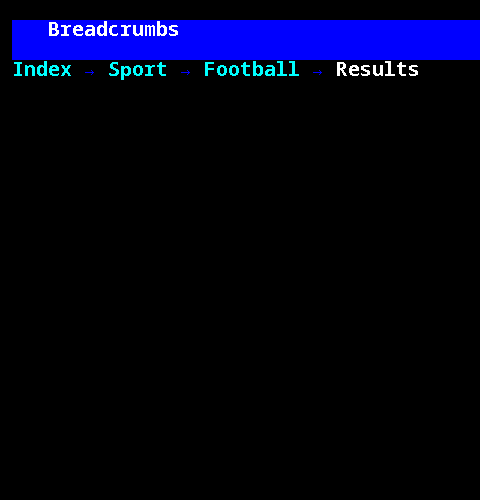 Breadcrumbs
Index → Sport → Football → Results